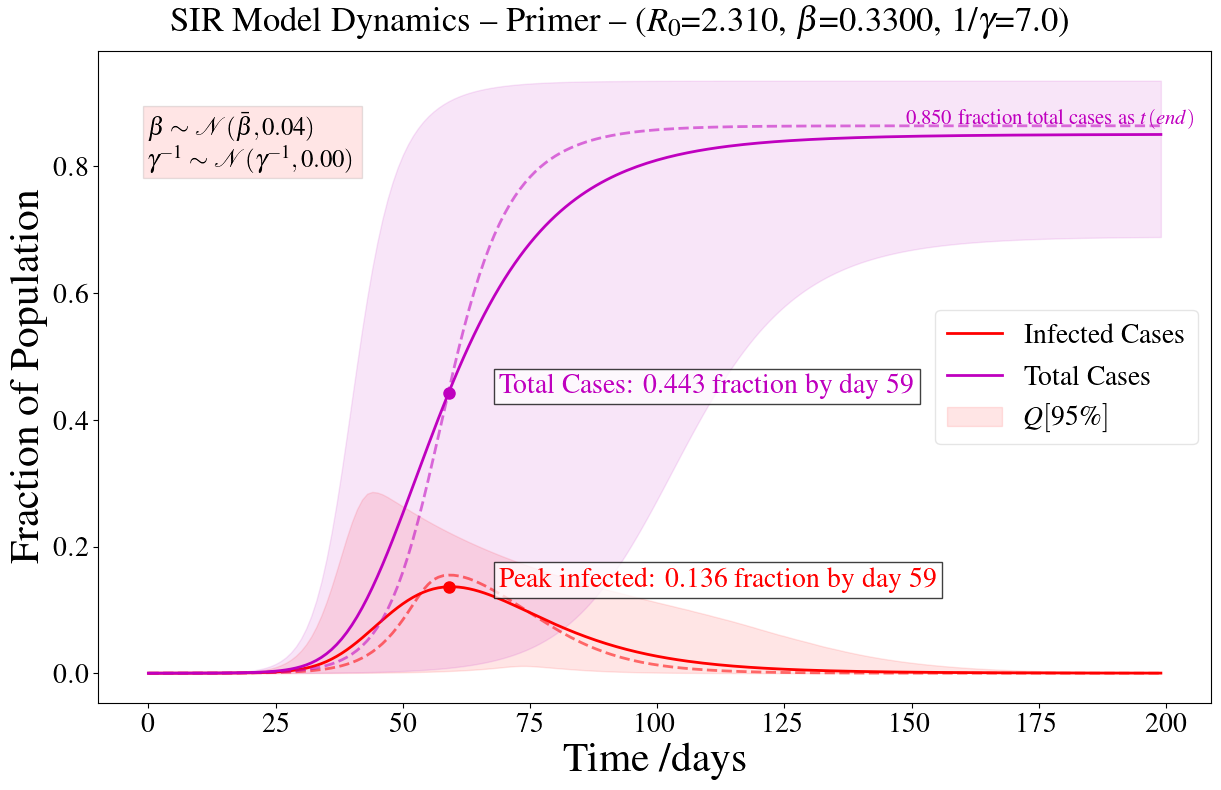 SIR Model Dynamics – Primer – (R₀=2.310, β=0.3300, 1/γ=7.0)
β ∼ 𝒩(β̄, 0.04)
γ⁻¹ ∼ 𝒩(γ⁻¹, 0.00)
0.850 fraction total cases as t(end)
Fraction of Population
0.8
0.6
0.4
0.2
0.0
Infected Cases
Total Cases
Q[95%]
Total Cases: 0.443 fraction by day 59
Peak infected: 0.136 fraction by day 59
0 25 50 75 100 125 150 175 200
Time /days